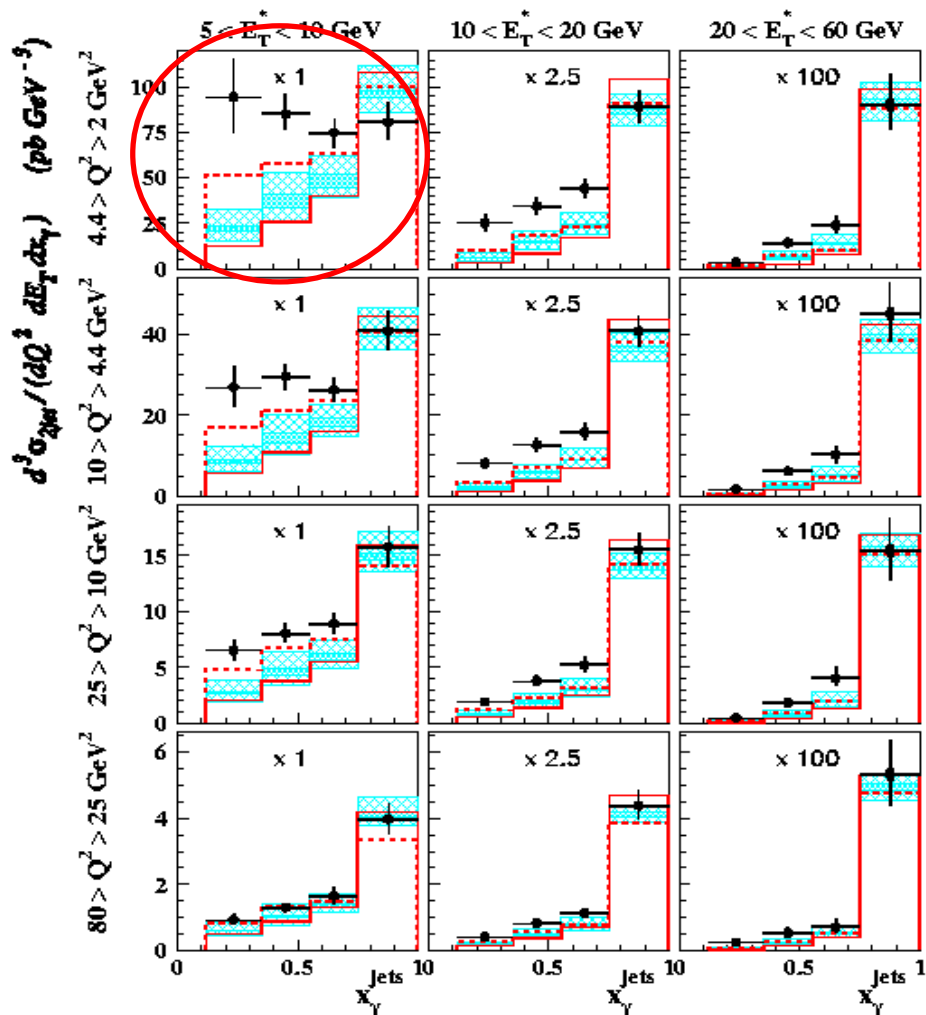 5 < E*T < 10 GeV 10 < E*T < 20 GeV 20 < E*T < 60 GeV
d³σ2jet/(dQ² dET dxγ) (pb GeV⁻³)
4.4 > Q² > 2 GeV²
100
75
50
25
0
x 1 x 2.5 x 100
10 > Q² > 4.4 GeV²
40
20
0
x 1 x 2.5 x 100
25 > Q² > 10 GeV²
15
10
5
0
x 1 x 2.5 x 100
80 > Q² > 25 GeV²
6
4
2
0
x 1 x 2.5 x 100
0 0.5 10 0.5 10 0.5 1
xγJets xγJets xγJets